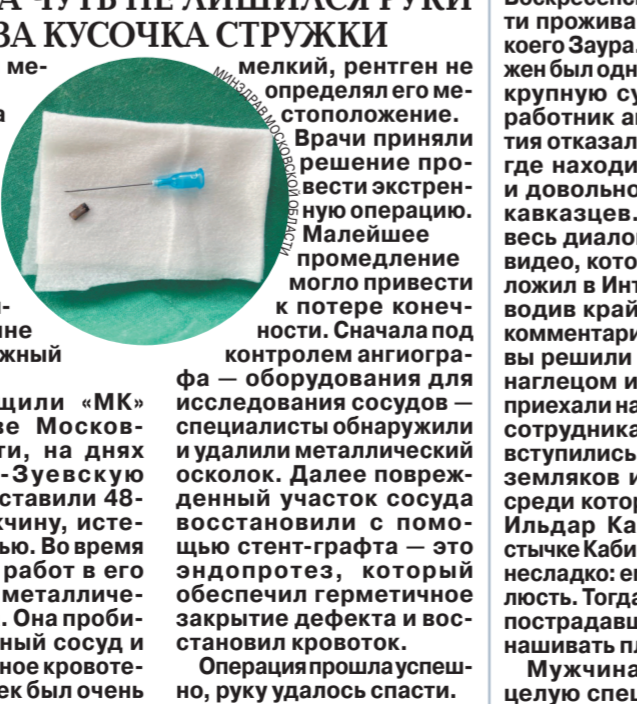 А ЧУТЬ НЕ ЛИШИЛСЯ РУКИ
ЗА КУСОЧКА СТРУЖКИ
ме-
а
и-
ине
жный
щили «МК»
ве Москов-
ти, на днях
-Зуевскую
ставили 48-
жчину, исте-
ью. Во время
работ в его
металличе-
. Она проби-
ный сосуд и
ное кровоте-
ек был очень
МИНЗДРАВ МОСКОВСКОЙ ОБЛАСТИ
мелкий, рентген не
определял его ме-
стоположение.
Врачи приняли
решение про-
вести экстрен-
ную операцию.
Малейшее
промедление
могло привести
к потере конеч-
ности. Сначала под
контролем ангиогра-
фа — оборудования для
исследования сосудов —
специалисты обнаружили
и удалили металлический
осколок. Далее повреж-
денный участок сосуда
восстановили с помо-
щью стент-графта — это
эндопротез, который
обеспечил герметичное
закрытие дефекта и вос-
становил кровоток.
Операция прошла успеш-
но, руку удалось спасти.
ти прожива
коего Заура.
жен был одн
крупную су
работник а
тия отказал
где находи
и довольно
кавказцев.
весь диало
видео, кото
ложил в Инт
водив край
комментари
вы решили
наглецом и
приехали на
сотрудника
вступились
земляков и
среди котор
Ильдар Ка
стычке Каби
несладко: е
люсть. Тогда
пострадавш
нашивать пл
Мужчина
целую спец